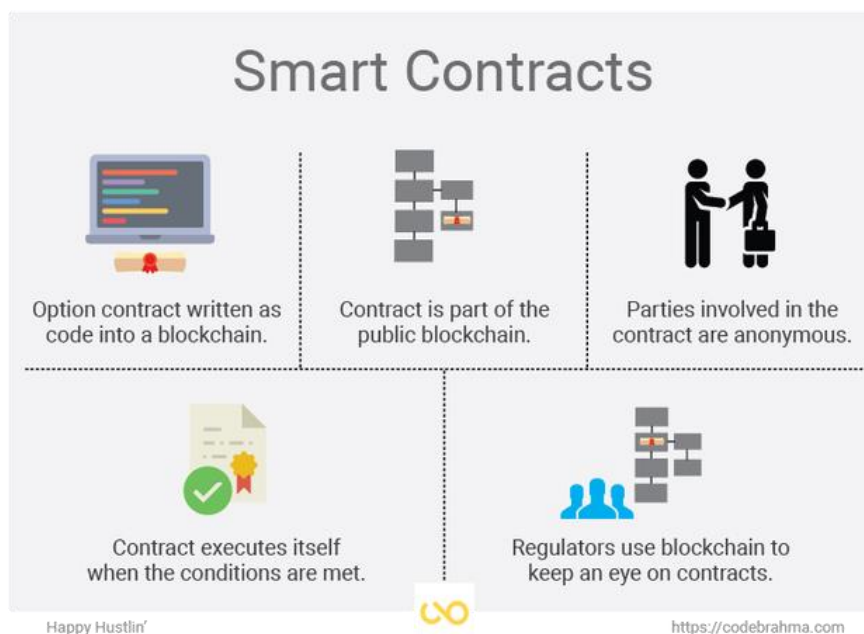 Smart Contracts
Option contract written as
code into a blockchain.
Contract is part of the
public blockchain.
Parties involved in the
contract are anonymous.
Contract executes itself
when the conditions are met.
Regulators use blockchain to
keep an eye on contracts.
Happy Hustlin'
https://codebrahma.com